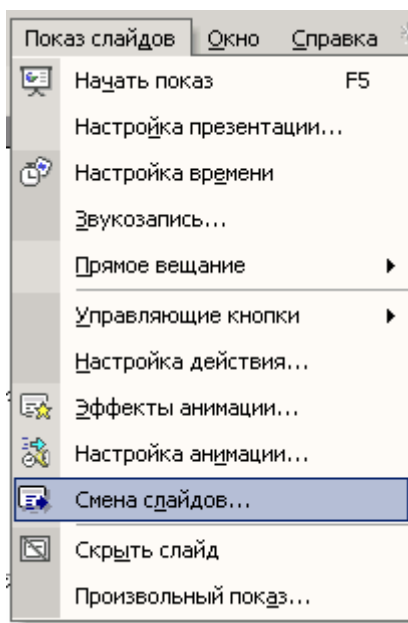 Показ слайдов Окно Справка
Начать показ F5
Настройка презентации...
Настройка времени
Звукозапись...
Прямое вещание
Управляющие кнопки
Настройка действия...
Эффекты анимации...
Настройка анимации...
Смена слайдов...
Скрыть слайд
Произвольный показ...